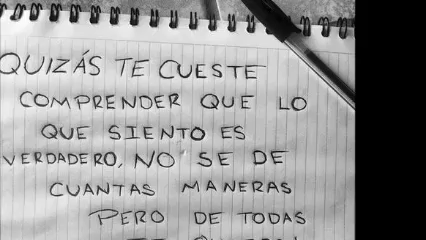 QUIZÁS TE CUESTE
COMPRENDER QUE LO
QUE SIENTO ES
VERDADERO, NO SE DE
CUANTAS MANERAS
PERO DE TODAS